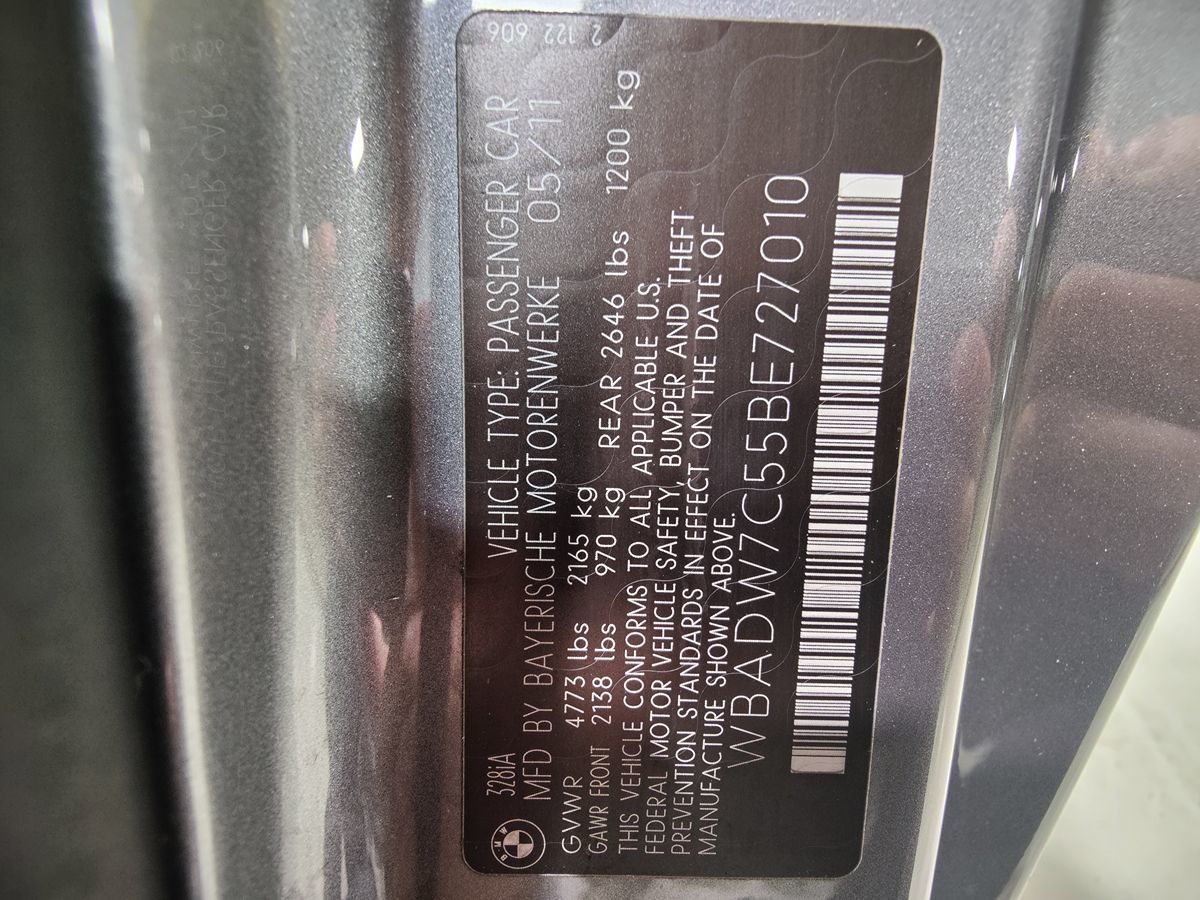 BMW
328iA VEHICLE TYPE: PASSENGER CAR 2 122 606
MFD BY BAYERISCHE MOTORENWERKE 05/11
GVWR 4773 lbs 2165 kg
GAWR FRONT 2138 lbs 970 kg REAR 2646 lbs 1200 kg
THIS VEHICLE CONFORMS TO ALL APPLICABLE U.S.
FEDERAL MOTOR VEHICLE SAFETY, BUMPER AND THEFT
PREVENTION STANDARDS IN EFFECT ON THE DATE OF
MANUFACTURE SHOWN ABOVE.
WBADW7C55BE727010